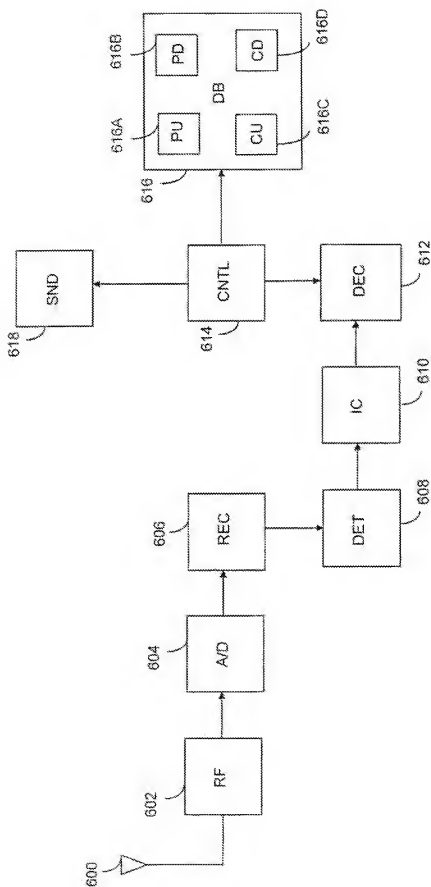 600
602
RF
604
A/D
606
REC
608
DET
610
IC
612
DEC
614
CNTL
618
SND
616
DB
616A
PU
616B
PD
616C
CU
616D
CD